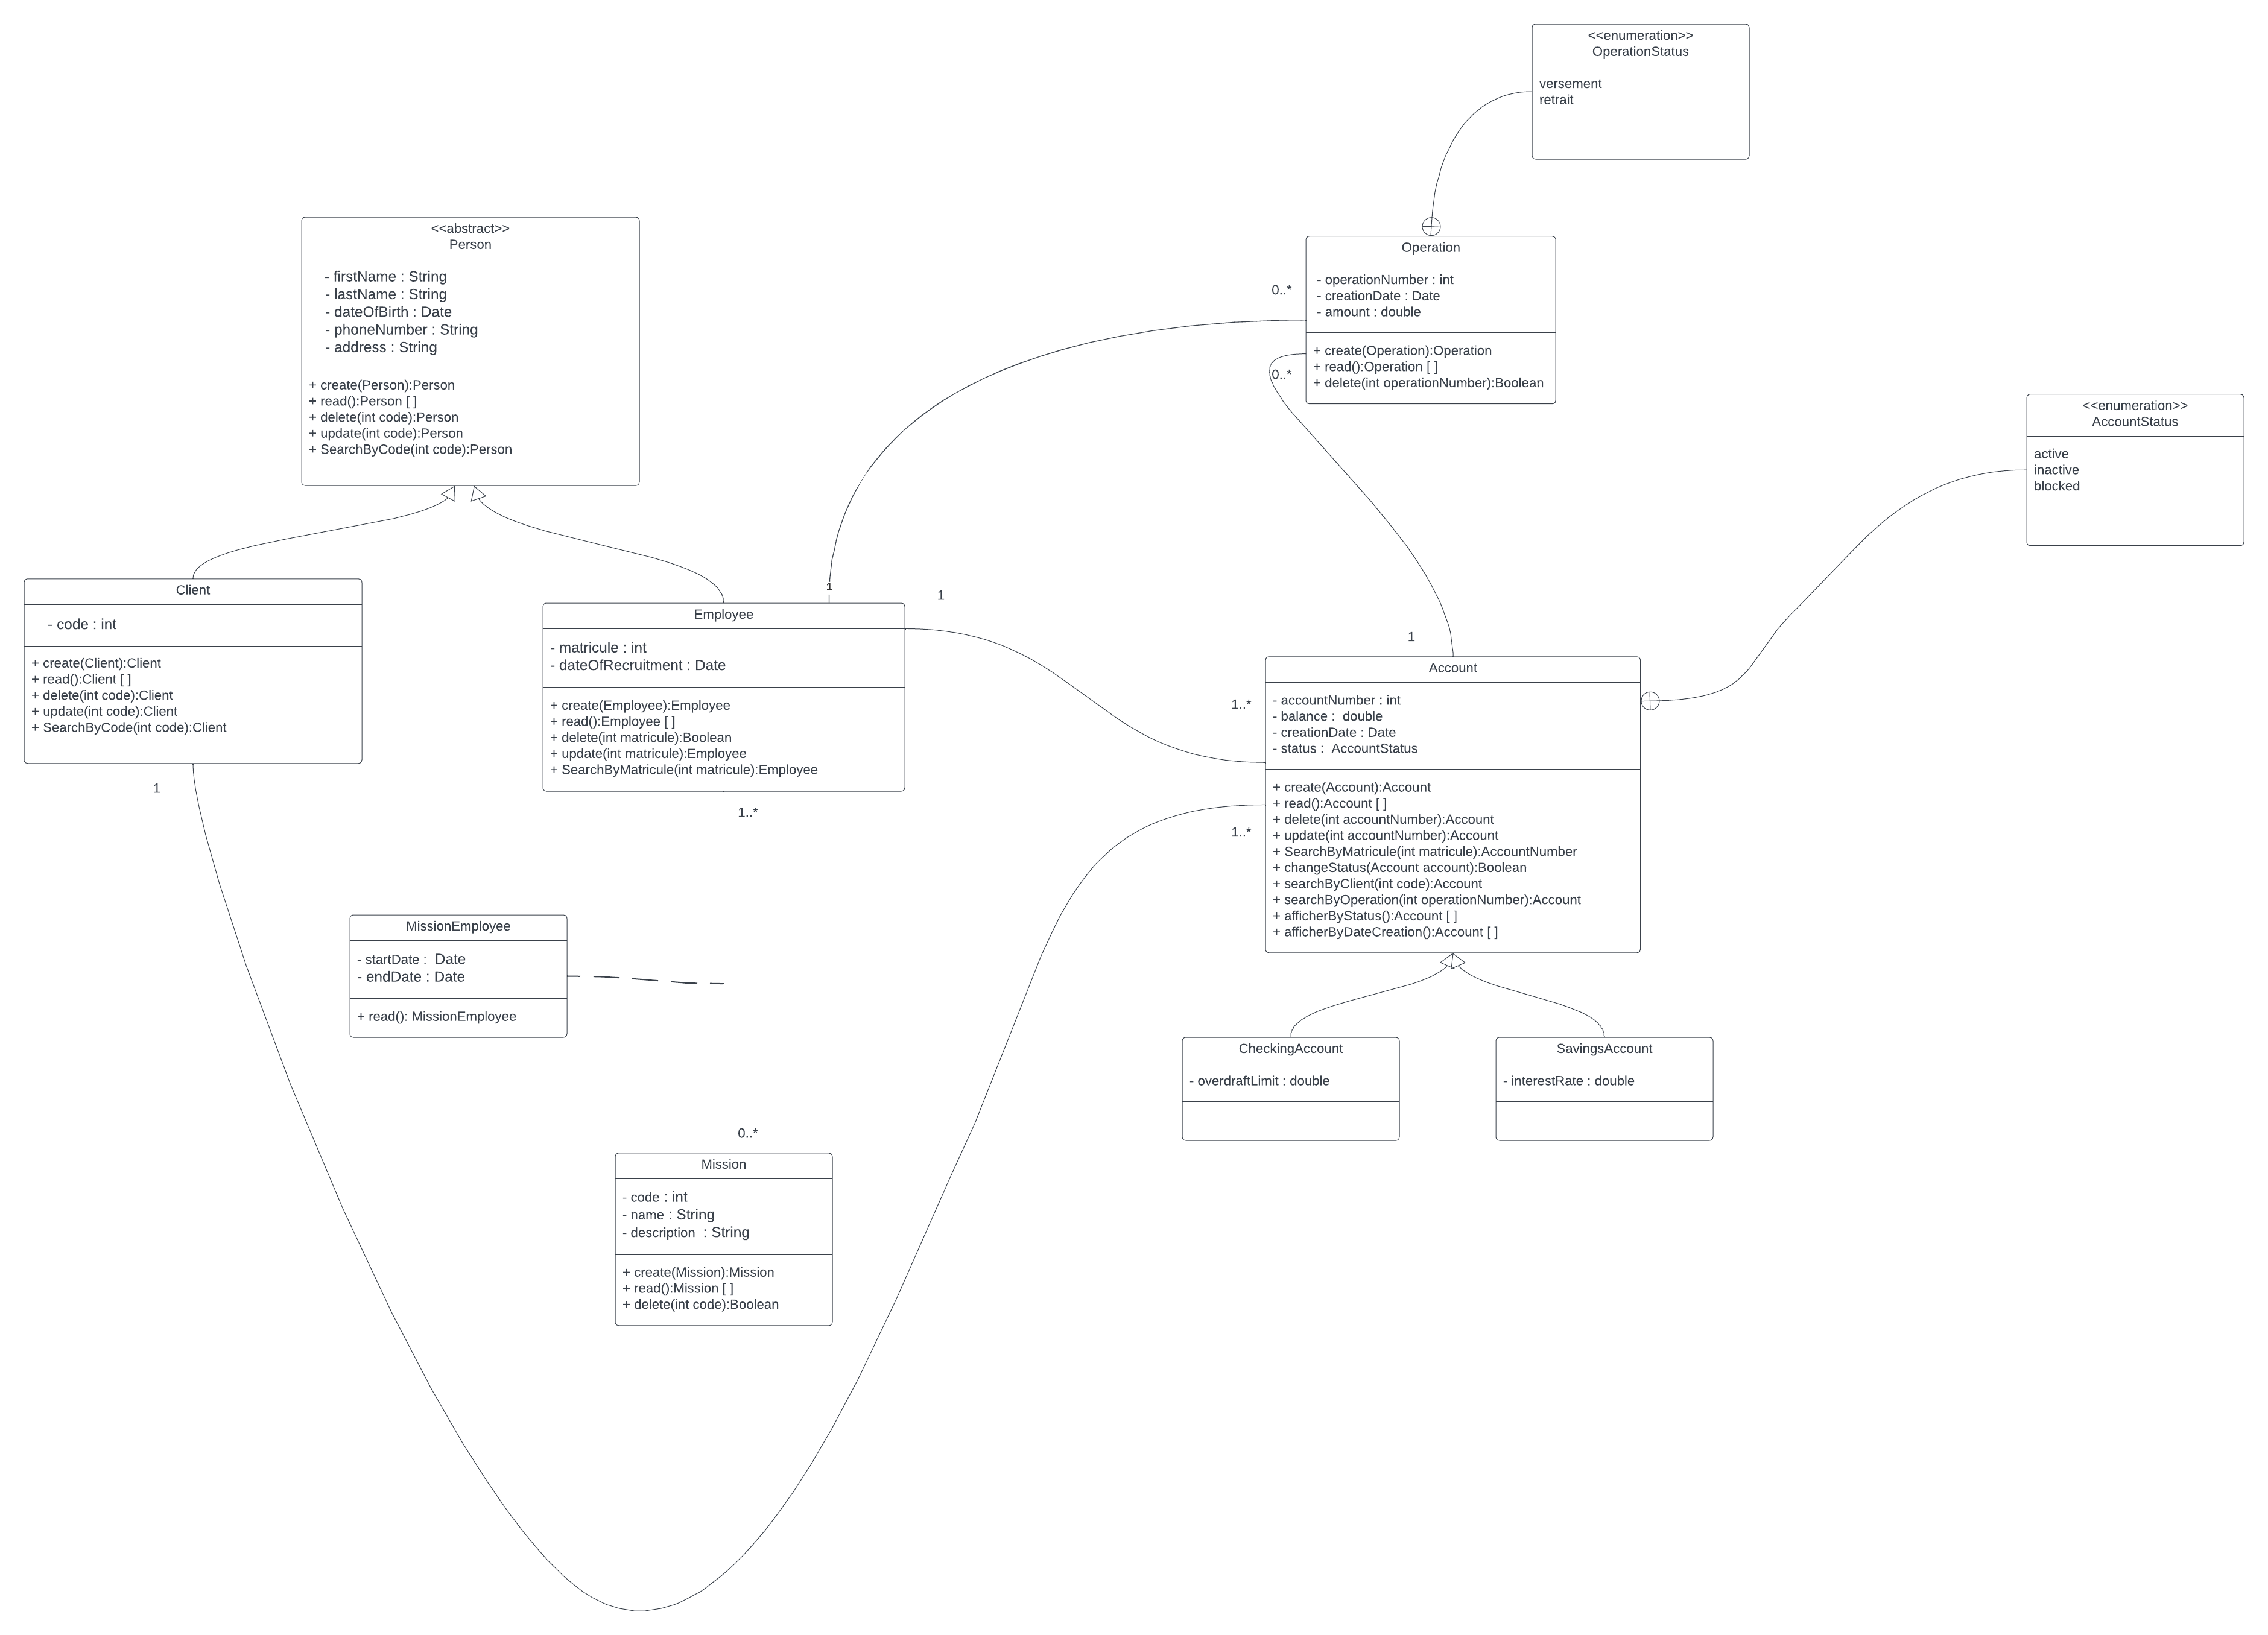 <<enumeration>>
OperationStatus
versement
retrait
<<abstract>>
Person
- firstName : String
- lastName : String
- dateOfBirth : Date
- phoneNumber : String
- address : String
+ create(Person):Person
+ read():Person [ ]
+ delete(int code):Person
+ update(int code):Person
+ SearchByCode(int code):Person
Operation
- operationNumber : int
- creationDate : Date
- amount : double
+ create(Operation):Operation
+ read():Operation [ ]
+ delete(int operationNumber):Boolean
0..*
0..*
<<enumeration>>
AccountStatus
active
inactive
blocked
Client
- code : int
+ create(Client):Client
+ read():Client [ ]
+ delete(int code):Client
+ update(int code):Client
+ SearchByCode(int code):Client
1
1
1
Employee
- matricule : int
- dateOfRecruitment : Date
+ create(Employee):Employee
+ read():Employee [ ]
+ delete(int matricule):Boolean
+ update(int matricule):Employee
+ SearchByMatricule(int matricule):Employee
1
1..*
Account
- accountNumber : int
- balance :  double
- creationDate : Date
- status :  AccountStatus
+ create(Account):Account
+ read():Account [ ]
+ delete(int accountNumber):Account
+ update(int accountNumber):Account
+ SearchByMatricule(int matricule):AccountNumber
+ changeStatus(Account account):Boolean
+ searchByClient(int code):Account
+ searchByOperation(int operationNumber):Account
+ afficherByStatus():Account [ ]
+ afficherByDateCreation():Account [ ]
1..*
1..*
MissionEmployee
- startDate :  Date
- endDate : Date
+ read(): MissionEmployee
CheckingAccount
- overdraftLimit : double
SavingsAccount
- interestRate : double
0..*
Mission
- code : int
- name : String
- description  : String
+ create(Mission):Mission
+ read():Mission [ ]
+ delete(int code):Boolean